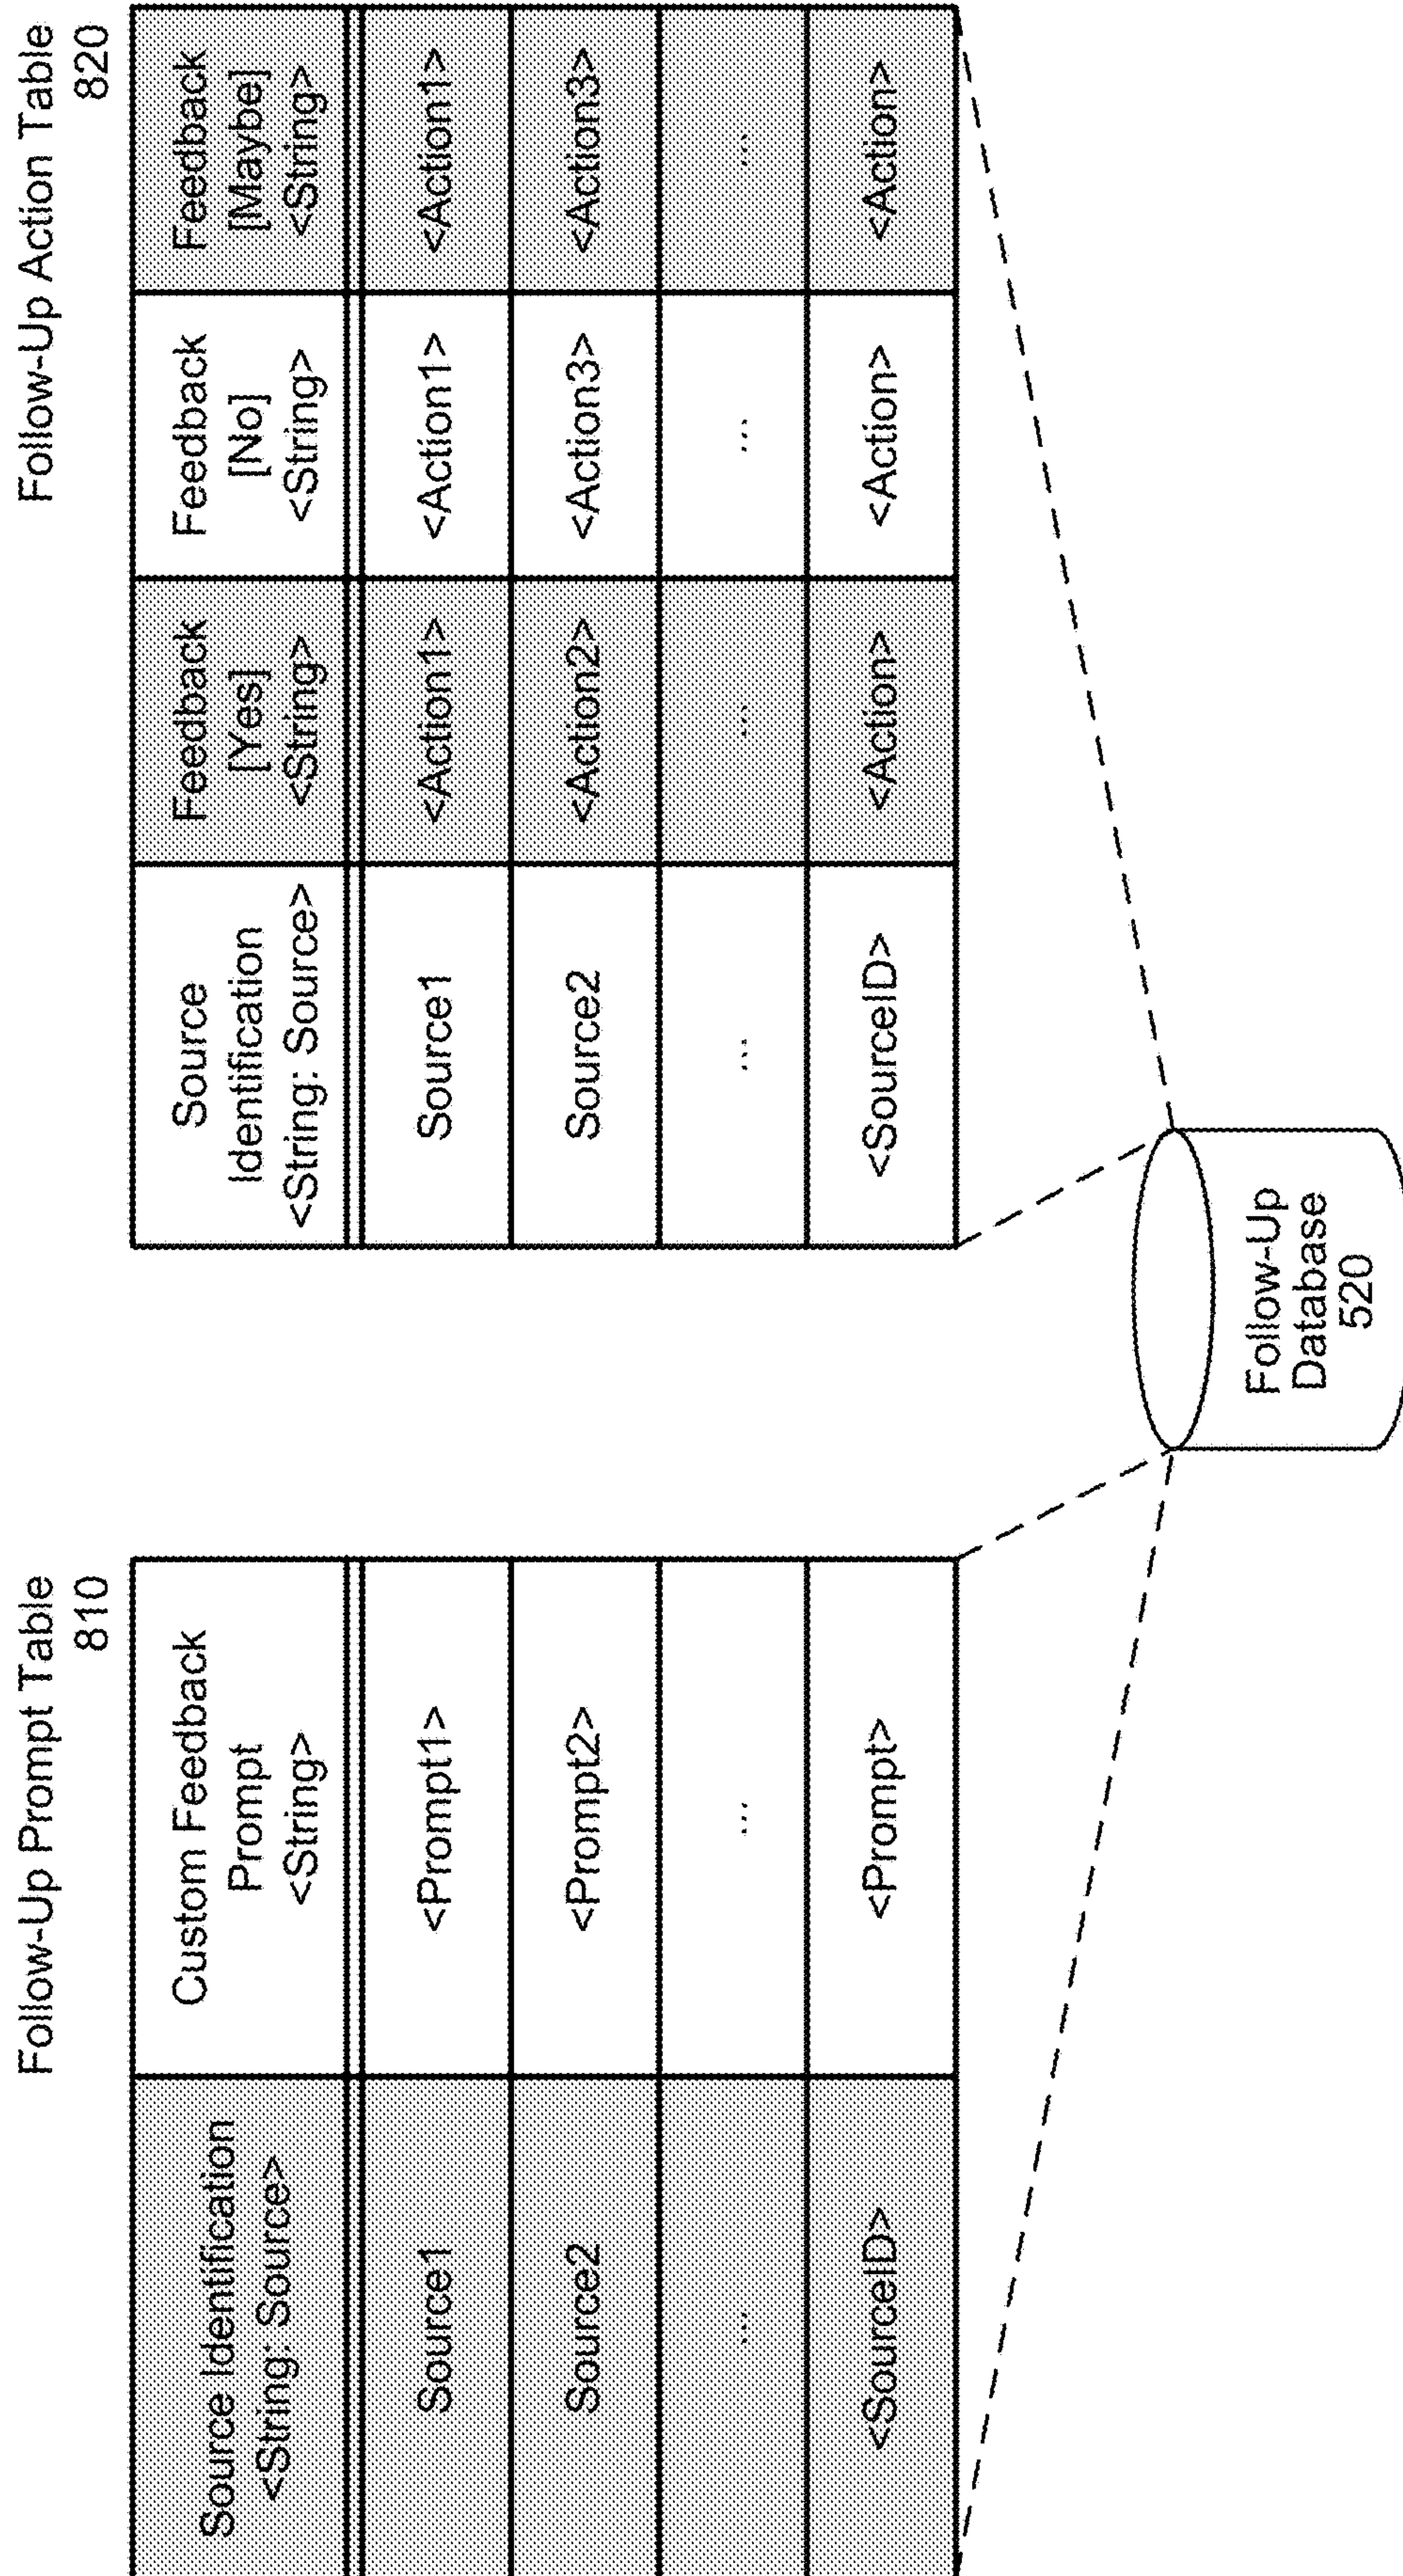 Follow-Up Prompt Table
810
Source Identification
<String: Source>
Custom Feedback
Prompt
<String>
Source1
<Prompt1>
Source2
<Prompt2>
...
...
<SourceID>
<Prompt>
Follow-Up Action Table
820
Source
Identification
<String: Source>
Feedback
[Yes]
<String>
Feedback
[No]
<String>
Feedback
[Maybe]
<String>
Source1
<Action1>
<Action1>
<Action1>
Source2
<Action2>
<Action3>
<Action3>
...
...
...
...
<SourceID>
<Action>
<Action>
<Action>
Follow-Up
Database
520